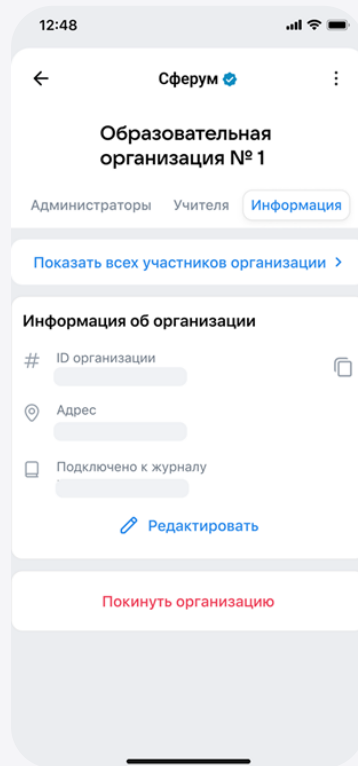 12:48
Сферум
Образовательная
организация № 1
Администраторы Учителя Информация
Показать всех участников организации
Информация об организации
ID организации
Адрес
Подключено к журналу
Редактировать
Покинуть организацию